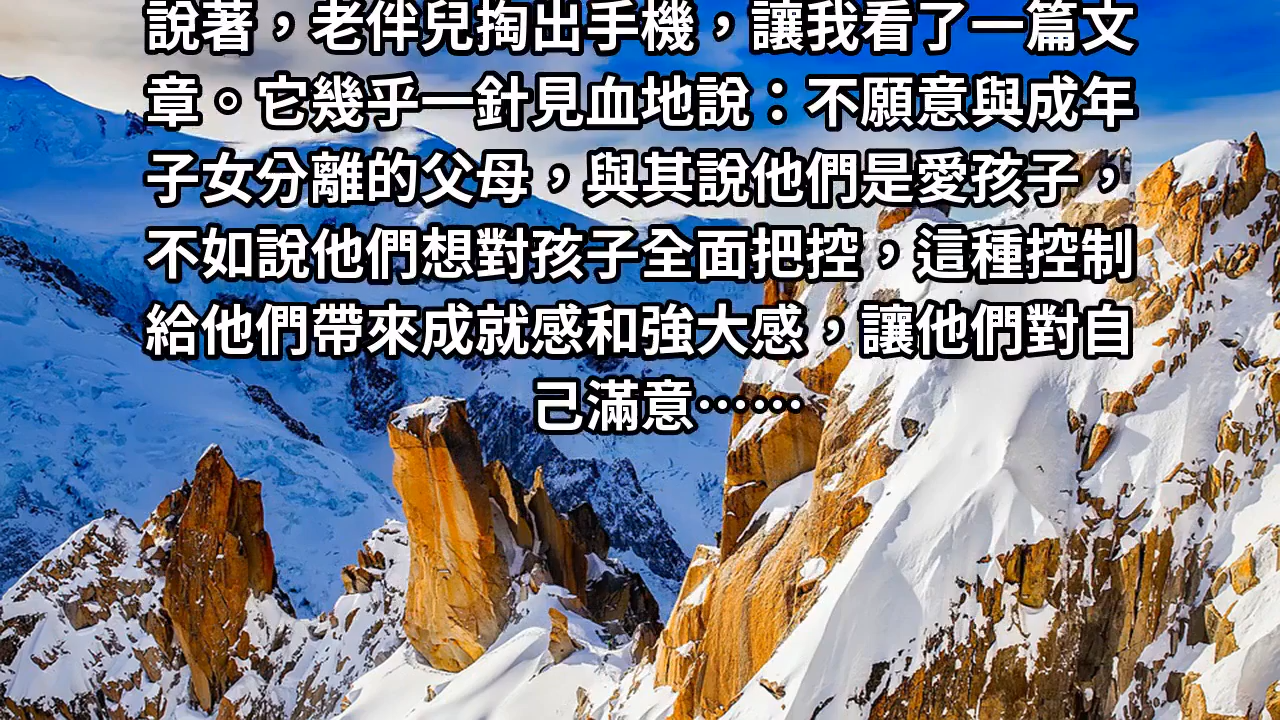 說著，老伴兒掏出手機，讓我看了一篇文
章。它幾乎一針見血地說：不願意與成年
子女分離的父母，與其說他們是愛孩子，
不如說他們想對孩子全面把控，這種控制
給他們帶來成就感和強大感，讓他們對自
己滿意⋯⋯